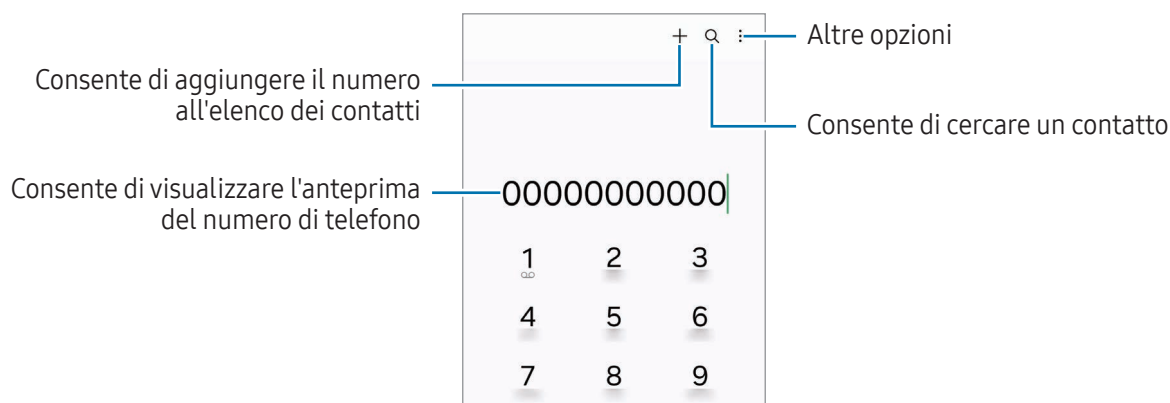 Altre opzioni
Consente di aggiungere il numero
all'elenco dei contatti
Consente di cercare un contatto
Consente di visualizzare l'anteprima
del numero di telefono
00000000000
1 2 3
4 5 6
7 8 9